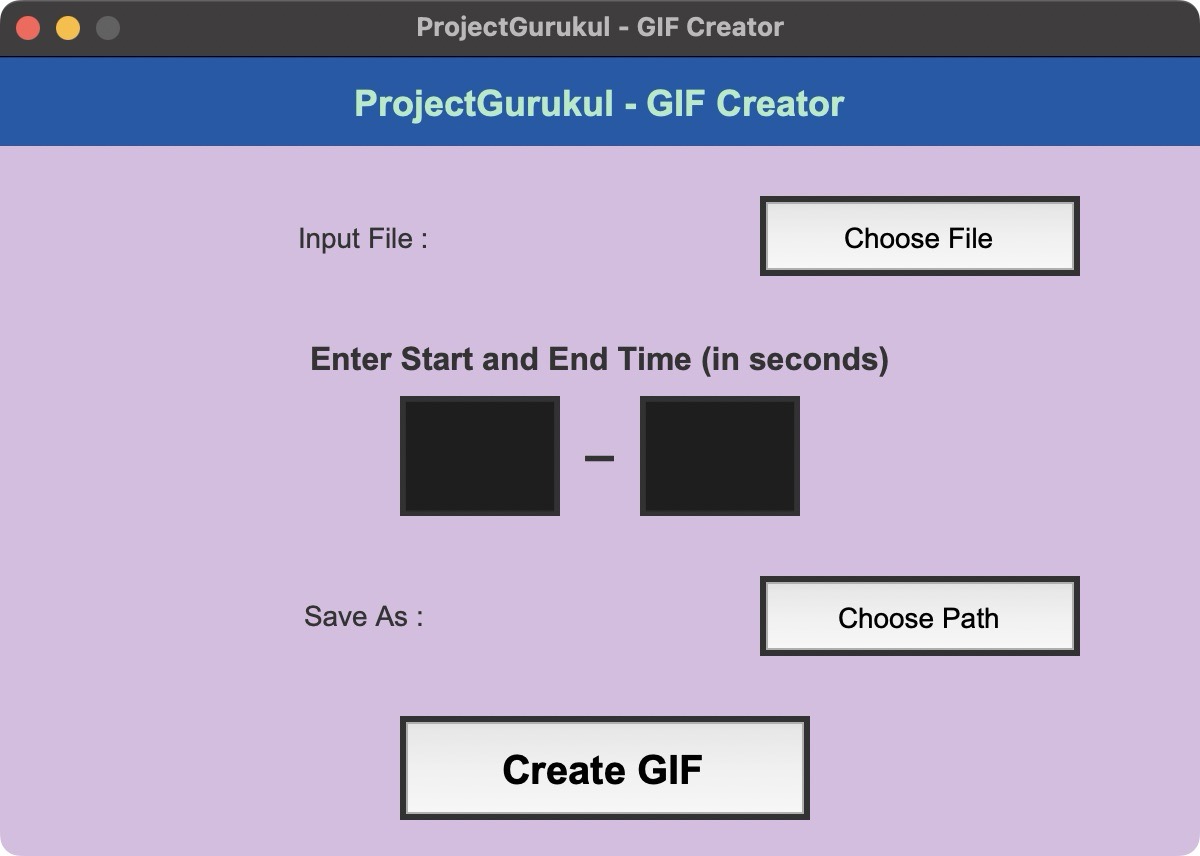 ProjectGurukul - GIF Creator
ProjectGurukul - GIF Creator
Input File :
Choose File
Enter Start and End Time (in seconds)
–
Save As :
Choose Path
Create GIF